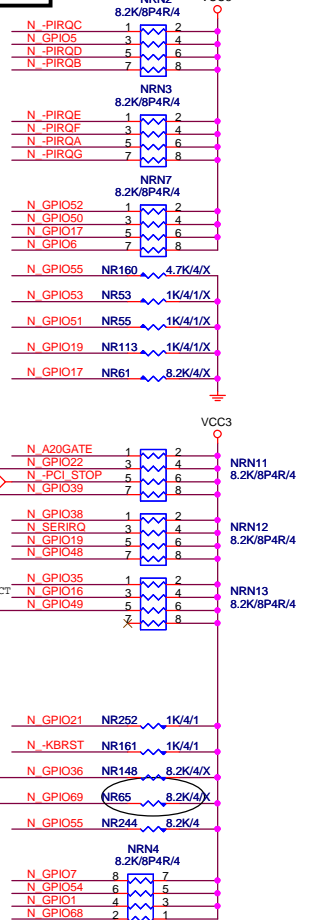 NRN2
8.2K/8P4R/4
N_-PIRQC 1 2
N_GPIO5 3 4
N_-PIRQD 5 6
N_-PIRQB 7 8
NRN3
8.2K/8P4R/4
N_-PIRQE 1 2
N_-PIRQF 3 4
N_-PIRQA 5 6
N_-PIRQG 7 8
NRN7
8.2K/8P4R/4
N_GPIO52 1 2
N_GPIO50 3 4
N_GPIO17 5 6
N_GPIO6 7 8
N_GPIO55 NR160 4.7K/4/X
N_GPIO53 NR53 1K/4/1/X
N_GPIO51 NR55 1K/4/1/X
N_GPIO19 NR113 1K/4/1/X
N_GPIO17 NR61 8.2K/4/X
VCC3
N_A20GATE 1 2
N_GPIO22 3 4 NRN11
N_-PCI_STOP 5 6 8.2K/8P4R/4
N_GPIO39 7 8
N_GPIO38 1 2
N_SERIRQ 3 4 NRN12
N_GPIO19 5 6 8.2K/8P4R/4
N_GPIO48 7 8
N_GPIO35 1 2
CT N_GPIO16 3 4 NRN13
N_GPIO49 5 6 8.2K/8P4R/4
7 8
N_GPIO21 NR252 1K/4/1
N_-KBRST NR161 1K/4/1
N_GPIO36 NR148 8.2K/4/X
N_GPIO69 NR65 8.2K/4/X
N_GPIO55 NR244 8.2K/4
NRN4
8.2K/8P4R/4
N_GPIO7 8 7
N_GPIO54 6 5
N_GPIO1 4 3
N_GPIO68 2 1